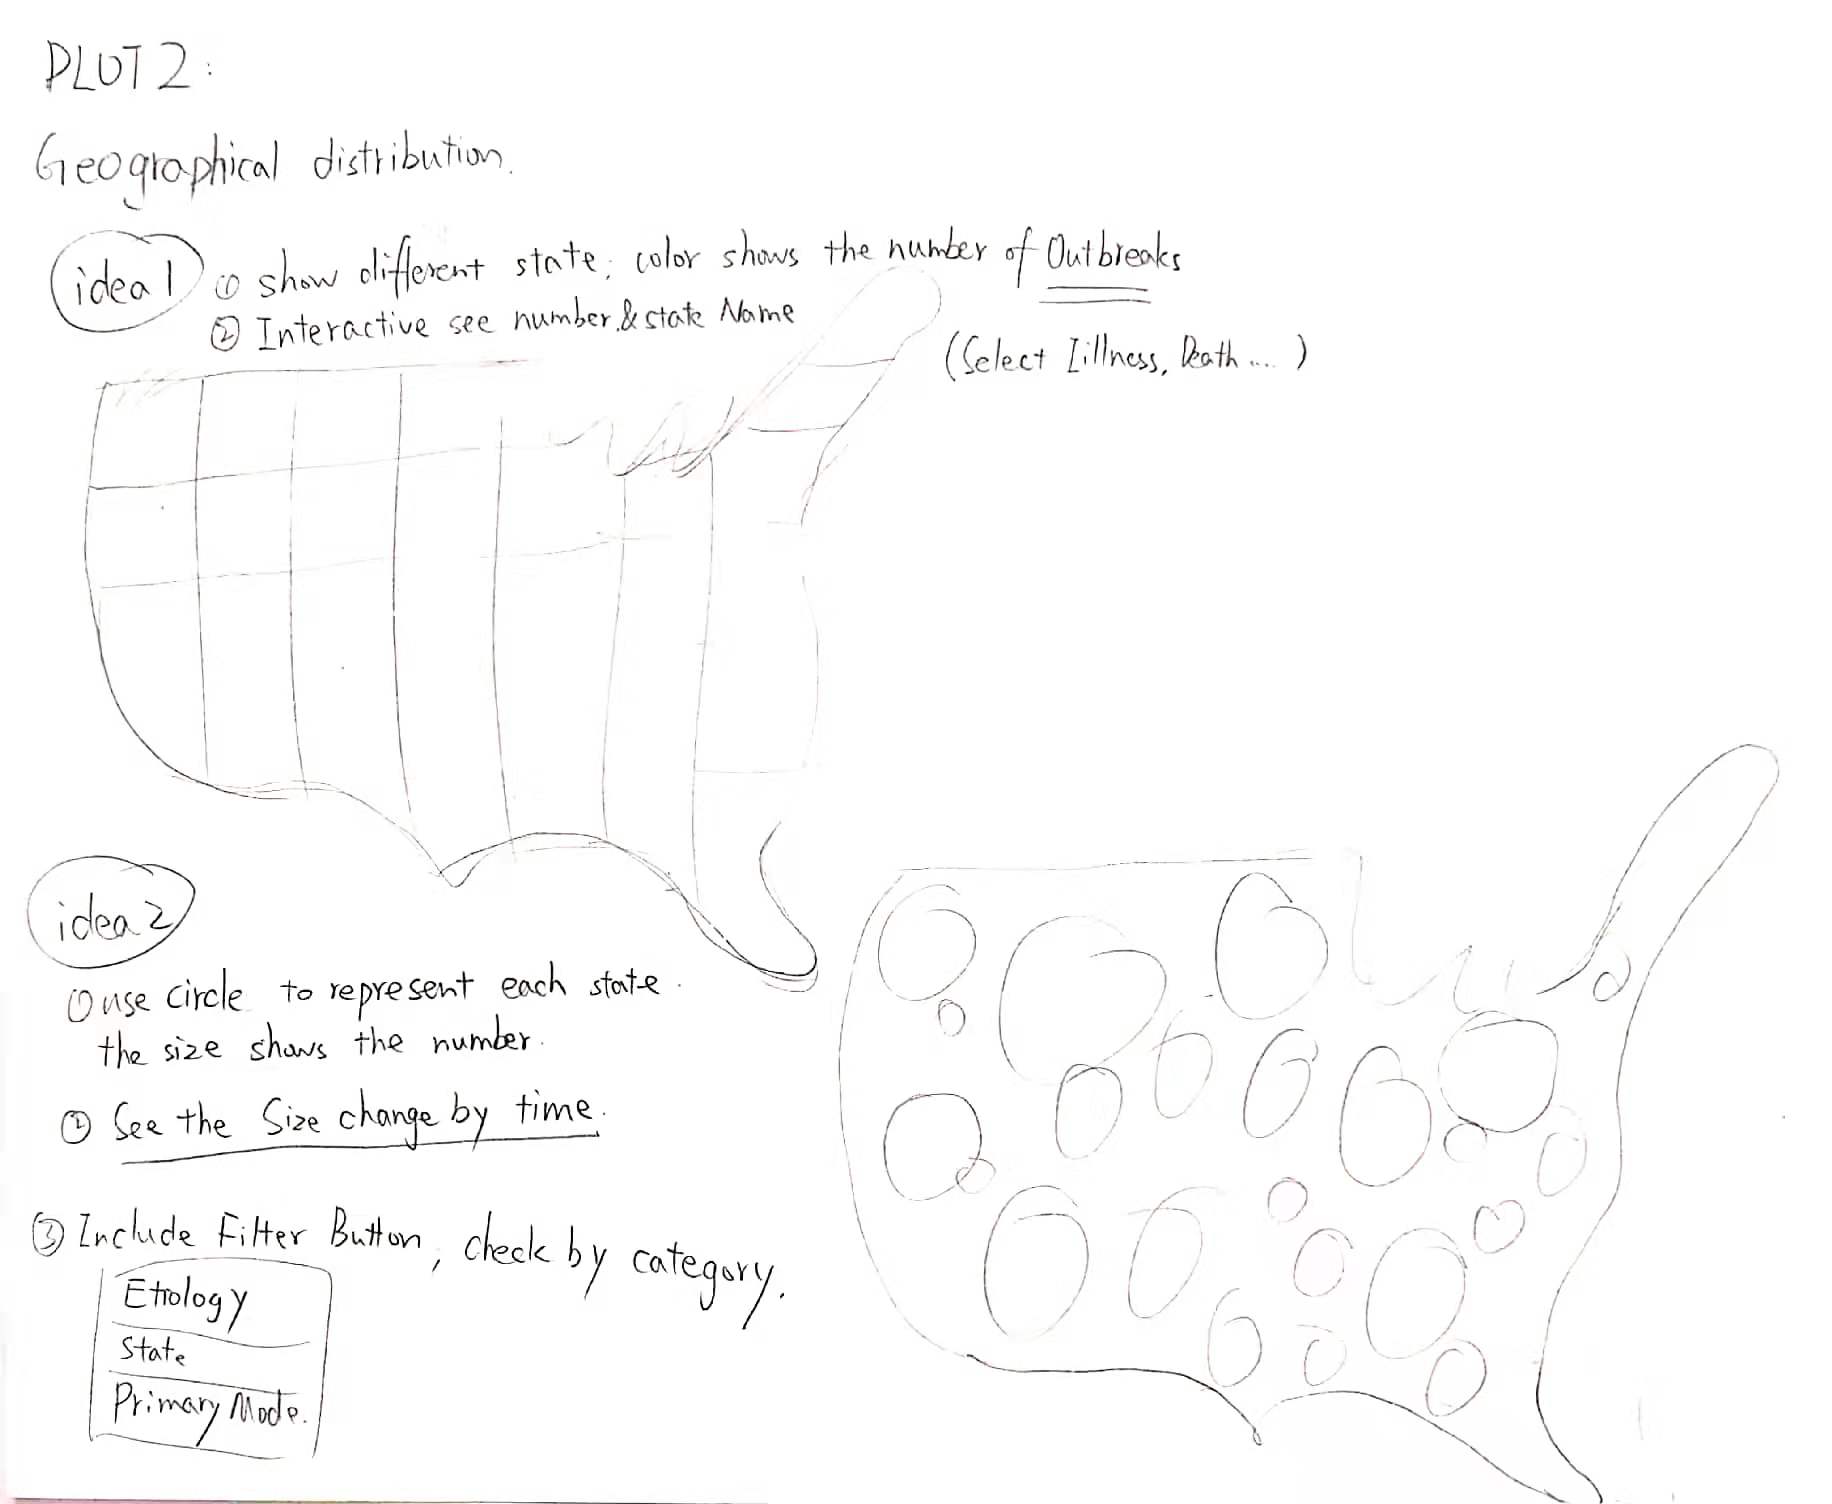 PLOT 2:
Geographical distribution.
idea 1 ① show different state; color shows the number of Outbreaks
② Interactive see number & state Name
(Select Iillness, Death .... )
idea 2
① use circle to represent each state.
the size shows the number.
② See the Size change by time.
③ Include Filter Button, check by category.
Etiology
State
Primary Mode.